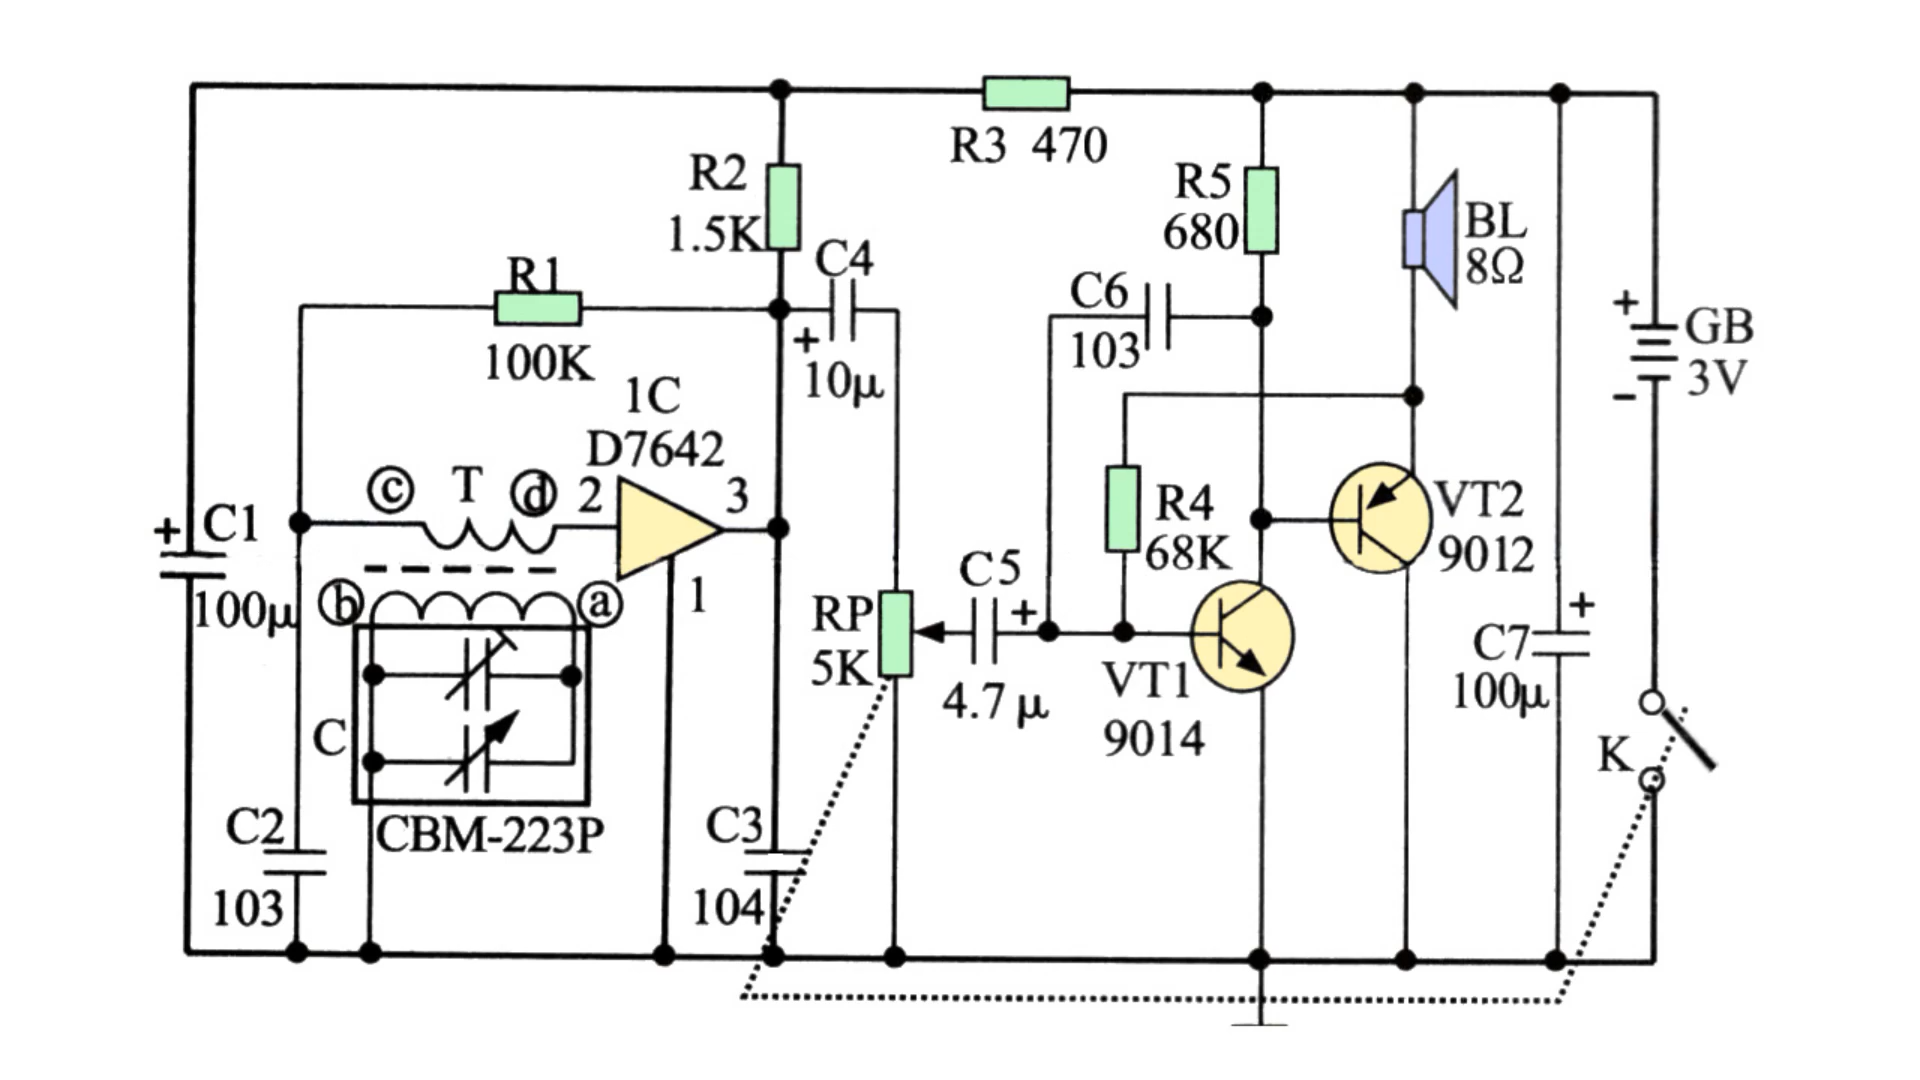 R3 470
R2
1.5K
R5
680
BL
8Ω
C4
+
10μ
R1
100K
C6
103
+
GB
3V
-
1C
D7642
c T d 2
3
1
+ C1
100μ
b
a
R4
68K
VT2
9012
C5
+
4.7 μ
RP
5K
VT1
9014
+
C7
100μ
K
C
CBM-223P
C2
103
C3
104